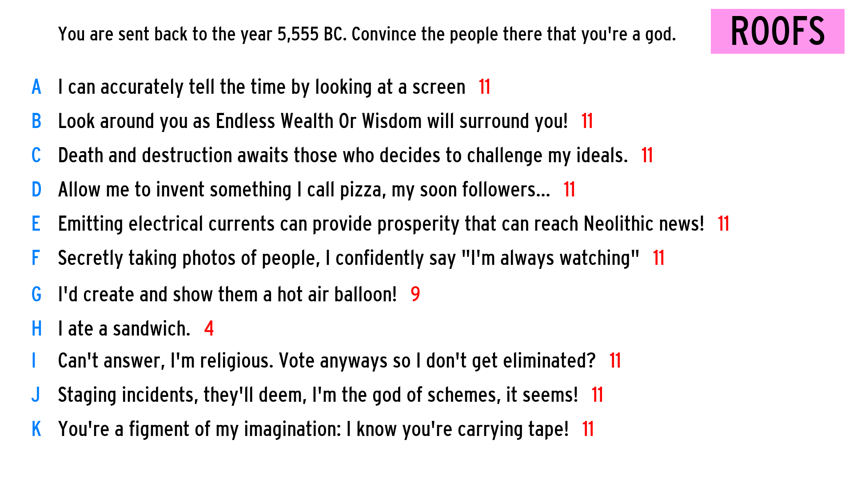 You are sent back to the year 5,555 BC. Convince the people there that you're a god.
ROOFS
A I can accurately tell the time by looking at a screen 11
B Look around you as Endless Wealth Or Wisdom will surround you! 11
C Death and destruction awaits those who decides to challenge my ideals. 11
D Allow me to invent something I call pizza, my soon followers... 11
E Emitting electrical currents can provide prosperity that can reach Neolithic news! 11
F Secretly taking photos of people, I confidently say "I'm always watching" 11
G I'd create and show them a hot air balloon! 9
H I ate a sandwich. 4
I Can't answer, I'm religious. Vote anyways so I don't get eliminated? 11
J Staging incidents, they'll deem, I'm the god of schemes, it seems! 11
K You're a figment of my imagination: I know you're carrying tape! 11